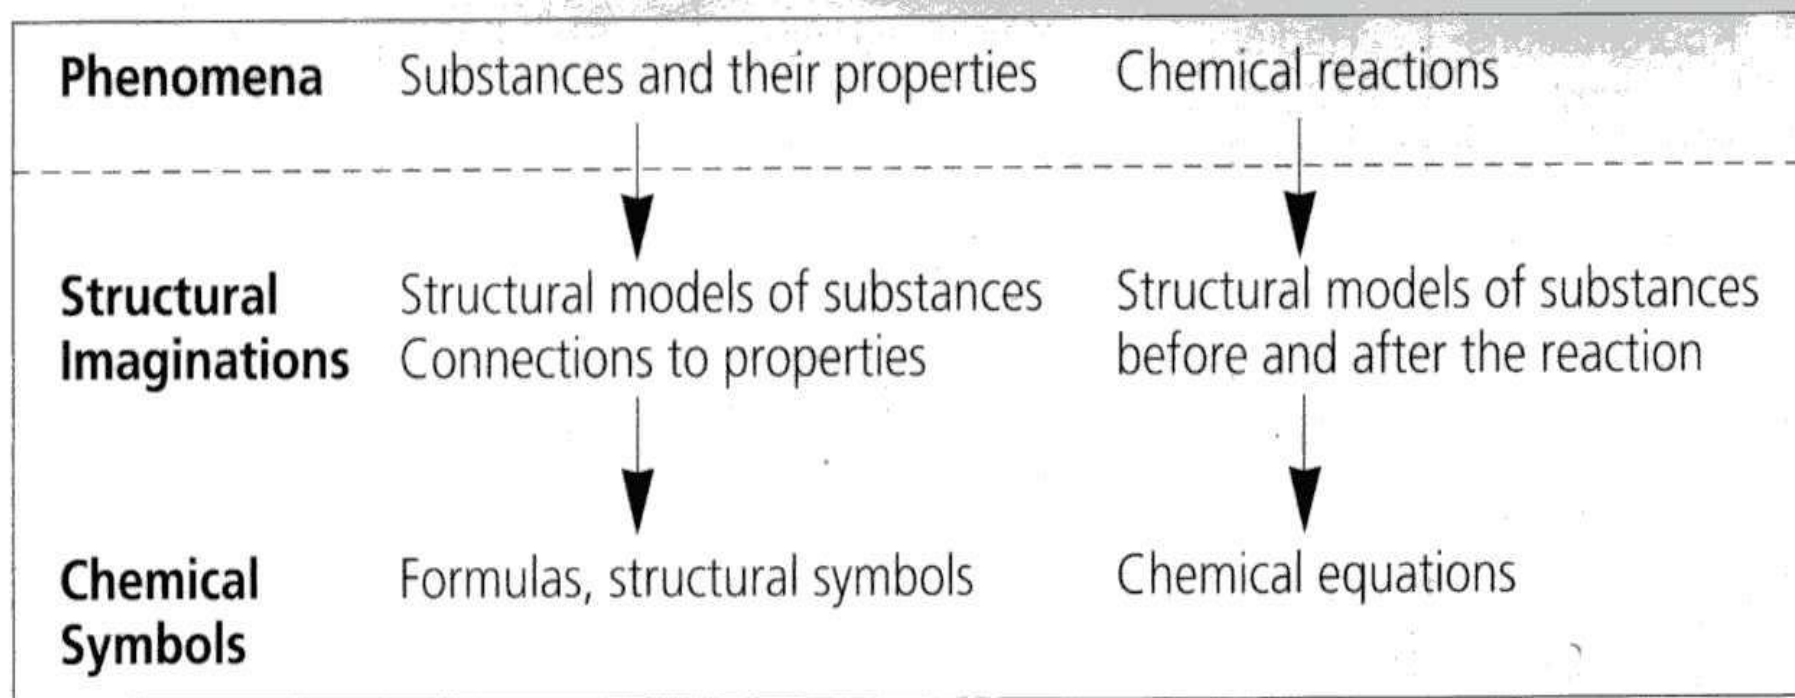 Phenomena Substances and their properties Chemical reactions
Structural Structural models of substances Structural models of substances
Imaginations Connections to properties before and after the reaction
Chemical Formulas, structural symbols Chemical equations
Symbols